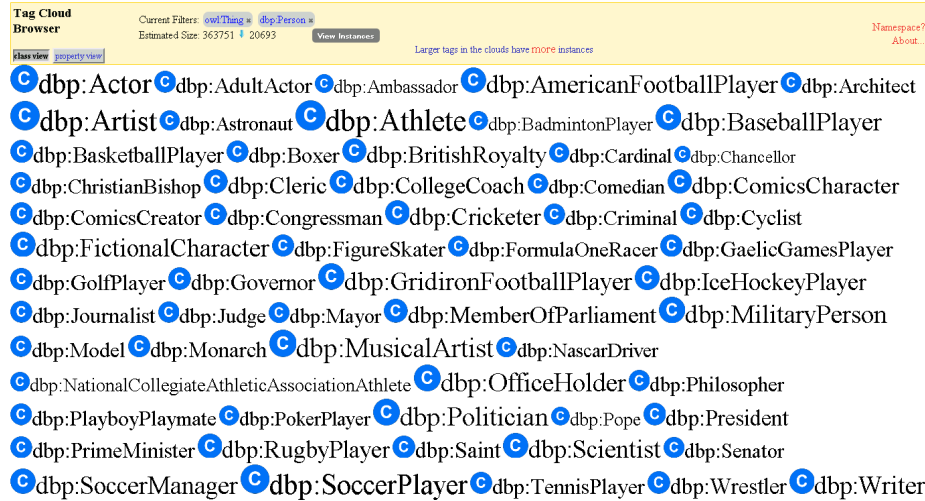 Tag Cloud
Browser
Current Filters: owl:Thing × dbp:Person ×
Estimated Size: 363751 20693 View Instances
Namespace?
About...
class view property view
Larger tags in the clouds have more instances
C dbp:Actor C dbp:AdultActor C dbp:Ambassador C dbp:AmericanFootballPlayer C dbp:Architect
C dbp:Artist C dbp:Astronaut C dbp:Athlete C dbp:BadmintonPlayer C dbp:BaseballPlayer
C dbp:BasketballPlayer C dbp:Boxer C dbp:BritishRoyalty C dbp:Cardinal C dbp:Chancellor
C dbp:ChristianBishop C dbp:Cleric C dbp:CollegeCoach C dbp:Comedian C dbp:ComicsCharacter
C dbp:ComicsCreator C dbp:Congressman C dbp:Cricketer C dbp:Criminal C dbp:Cyclist
C dbp:FictionalCharacter C dbp:FigureSkater C dbp:FormulaOneRacer C dbp:GaelicGamesPlayer
C dbp:GolfPlayer C dbp:Governor C dbp:GridironFootballPlayer C dbp:IceHockeyPlayer
C dbp:Journalist C dbp:Judge C dbp:Mayor C dbp:MemberOfParliament C dbp:MilitaryPerson
C dbp:Model C dbp:Monarch C dbp:MusicalArtist C dbp:NascarDriver
C dbp:NationalCollegiateAthleticAssociationAthlete C dbp:OfficeHolder C dbp:Philosopher
C dbp:PlayboyPlaymate C dbp:PokerPlayer C dbp:Politician C dbp:Pope C dbp:President
C dbp:PrimeMinister C dbp:RugbyPlayer C dbp:Saint C dbp:Scientist C dbp:Senator
C dbp:SoccerManager C dbp:SoccerPlayer C dbp:TennisPlayer C dbp:Wrestler C dbp:Writer